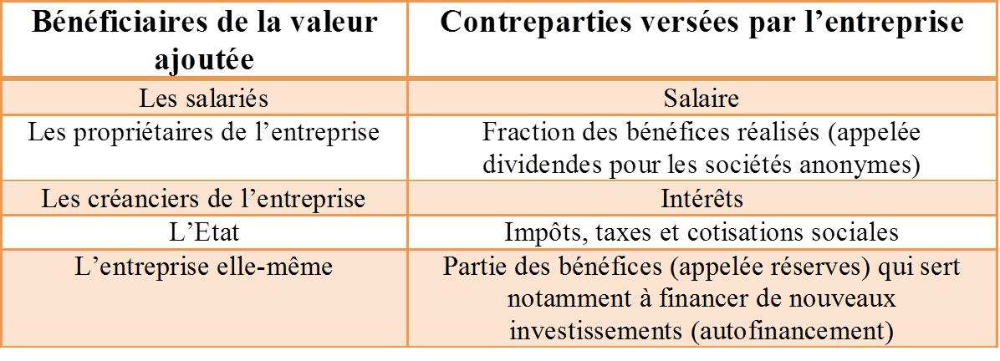 Bénéficiaires de la valeur ajoutée
Contreparties versées par l’entreprise
Les salariés
Salaire
Les propriétaires de l’entreprise
Fraction des bénéfices réalisés (appelée
dividendes pour les sociétés anonymes)
Les créanciers de l’entreprise
Intérêts
L’Etat
Impôts, taxes et cotisations sociales
L’entreprise elle-même
Partie des bénéfices (appelée réserves) qui sert
notamment à financer de nouveaux
investissements (autofinancement)